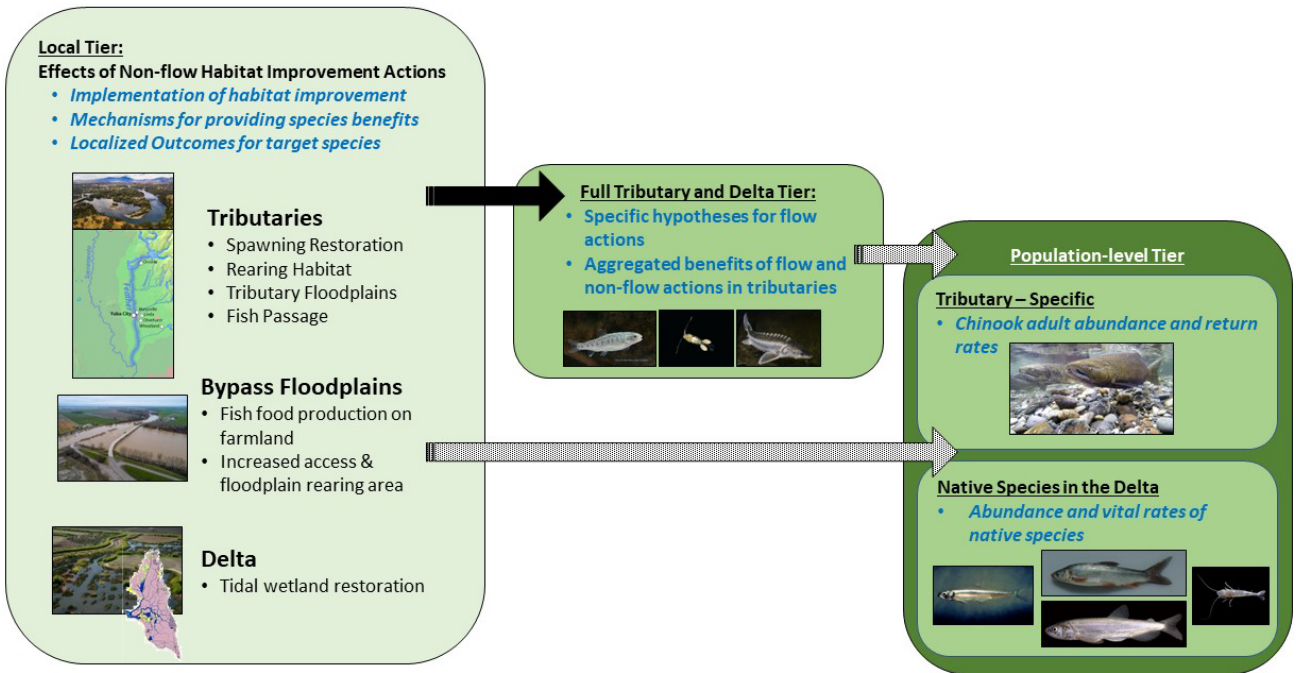 Local Tier:
Effects of Non-flow Habitat Improvement Actions
• Implementation of habitat improvement
• Mechanisms for providing species benefits
• Localized Outcomes for target species
Tributaries
• Spawning Restoration
• Rearing Habitat
• Tributary Floodplains
• Fish Passage
Yuba City
Bypass Floodplains
• Fish food production on
farmland
• Increased access &
floodplain rearing area
Delta
• Tidal wetland restoration
Full Tributary and Delta Tier:
• Specific hypotheses for flow
actions
• Aggregated benefits of flow and
non-flow actions in tributaries
Population-level Tier
Tributary – Specific
• Chinook adult abundance and return
rates
Native Species in the Delta
• Abundance and vital rates of
native species